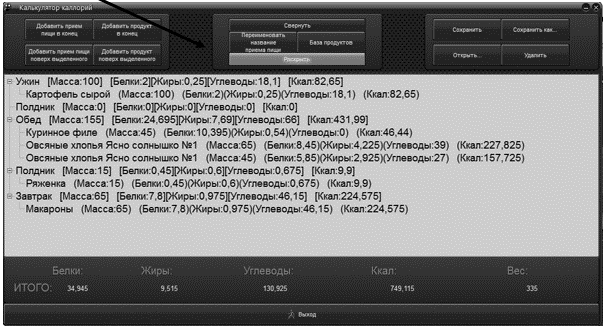 Калькулятор каллорий
Добавить прием пищи в конец
Добавить продукт в конец
Добавить прием пищи поверх выделенного
Добавить продукт поверх выделенного
Свернуть
Переименовать название приема пищи
База продуктов
Раскрыть
Сохранить
Сохранить как...
Открыть...
Удалить
Ужин [Масса:100] [Белки:2][Жиры:0,25][Углеводы:18,1] [Ккал:82,65]
Картофель сырой (Масса:100) (Белки:2)(Жиры:0,25)(Углеводы:18,1) (Ккал:82,65)
Полдник [Масса:0] [Белки:0][Жиры:0][Углеводы:0] [Ккал:0]
Обед [Масса:155] [Белки:24,695][Жиры:7,69][Углеводы:66] [Ккал:431,99]
Куринное филе (Масса:45) (Белки:10,395)(Жиры:0,54)(Углеводы:0) (Ккал:46,44)
Овсяные хлопья Ясно солнышко №1 (Масса:65) (Белки:8,45)(Жиры:4,225)(Углеводы:39) (Ккал:227,825)
Овсяные хлопья Ясно солнышко №1 (Масса:45) (Белки:5,85)(Жиры:2,925)(Углеводы:27) (Ккал:157,725)
Полдник [Масса:15] [Белки:0,45][Жиры:0,6][Углеводы:0,675] [Ккал:9,9]
Ряженка (Масса:15) (Белки:0,45)(Жиры:0,6)(Углеводы:0,675) (Ккал:9,9)
Завтрак [Масса:65] [Белки:7,8][Жиры:0,975][Углеводы:46,15] [Ккал:224,575]
Макароны (Масса:65) (Белки:7,8)(Жиры:0,975)(Углеводы:46,15) (Ккал:224,575)
Белки: Жиры: Углеводы: Ккал: Вес:
ИТОГО: 34,945 9,515 130,925 749,115 335
Выход